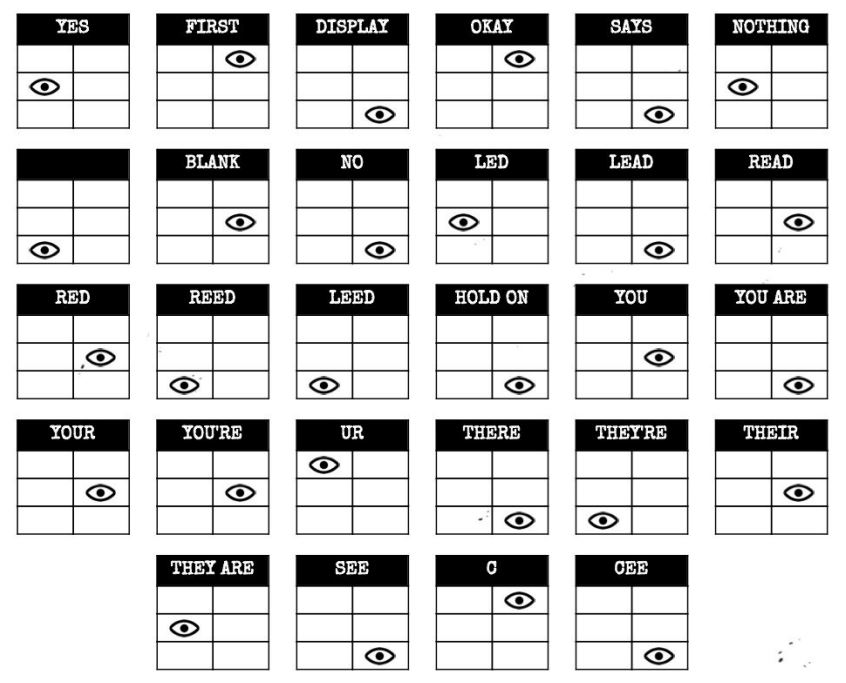 YES FIRST DISPLAY OKAY SAYS NOTHING
BLANK NO LED LEAD READ
RED REED LEED HOLD ON YOU YOU ARE
YOUR YOU'RE UR THERE THEY'RE THEIR
THEY ARE SEE C CEE